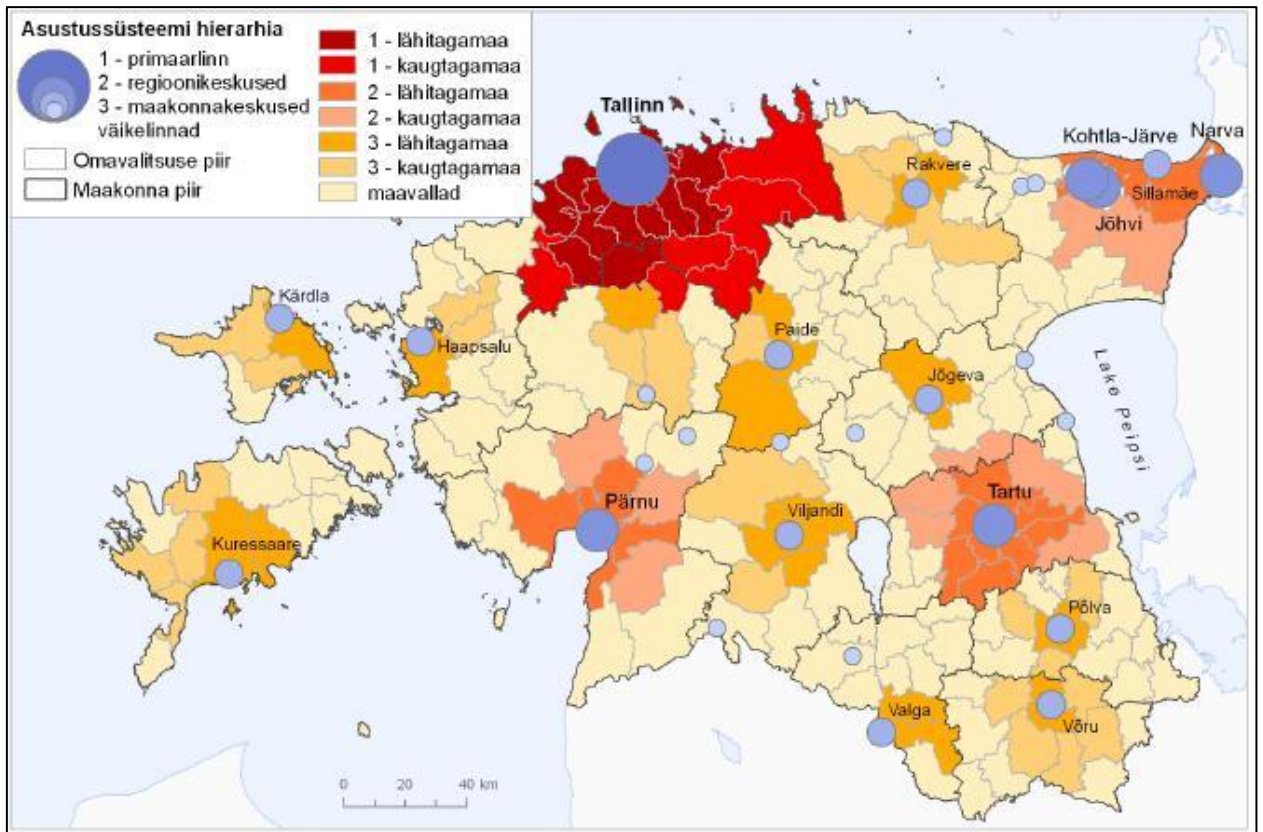 Asustussüsteemi hierarhia
1 - primaarlinn
2 - regioonikeskused
3 - maakonnakeskused
väikelinnad
Omavalitsuse piir
Maakonna piir
1 - lähitagamaa
1 - kaugtagamaa
2 - lähitagamaa
2 - kaugtagamaa
3 - lähitagamaa
3 - kaugtagamaa
maavallad
Tallinn
Kohtla-Järve
Narva
Rakvere
Sillamäe
Jõhvi
Kärdla
Haapsalu
Paide
Jõgeva
Lake Peipsi
Pärnu
Viljandi
Tartu
Kuressaare
Põlva
Valga
Võru
0 20 40 km